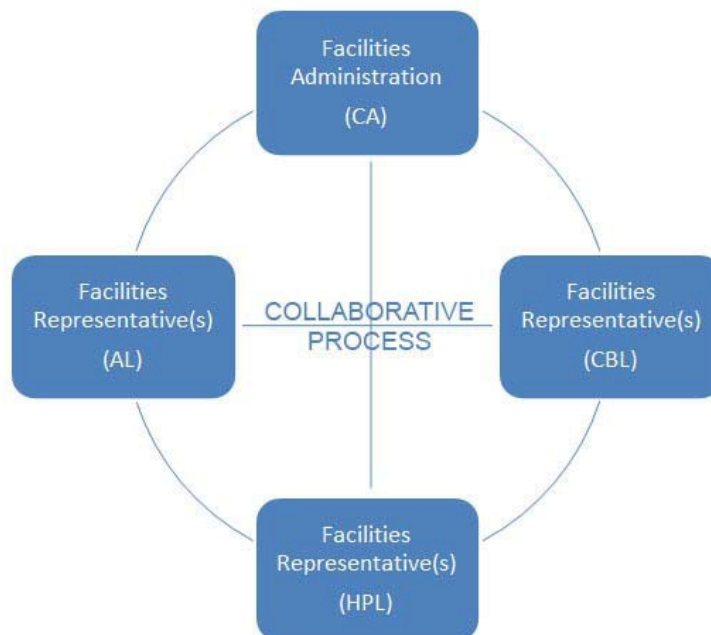 Facilities
Administration
(CA)
Facilities
Representative(s)
(AL)
COLLABORATIVE
PROCESS
Facilities
Representative(s)
(CBL)
Facilities
Representative(s)
(HPL)